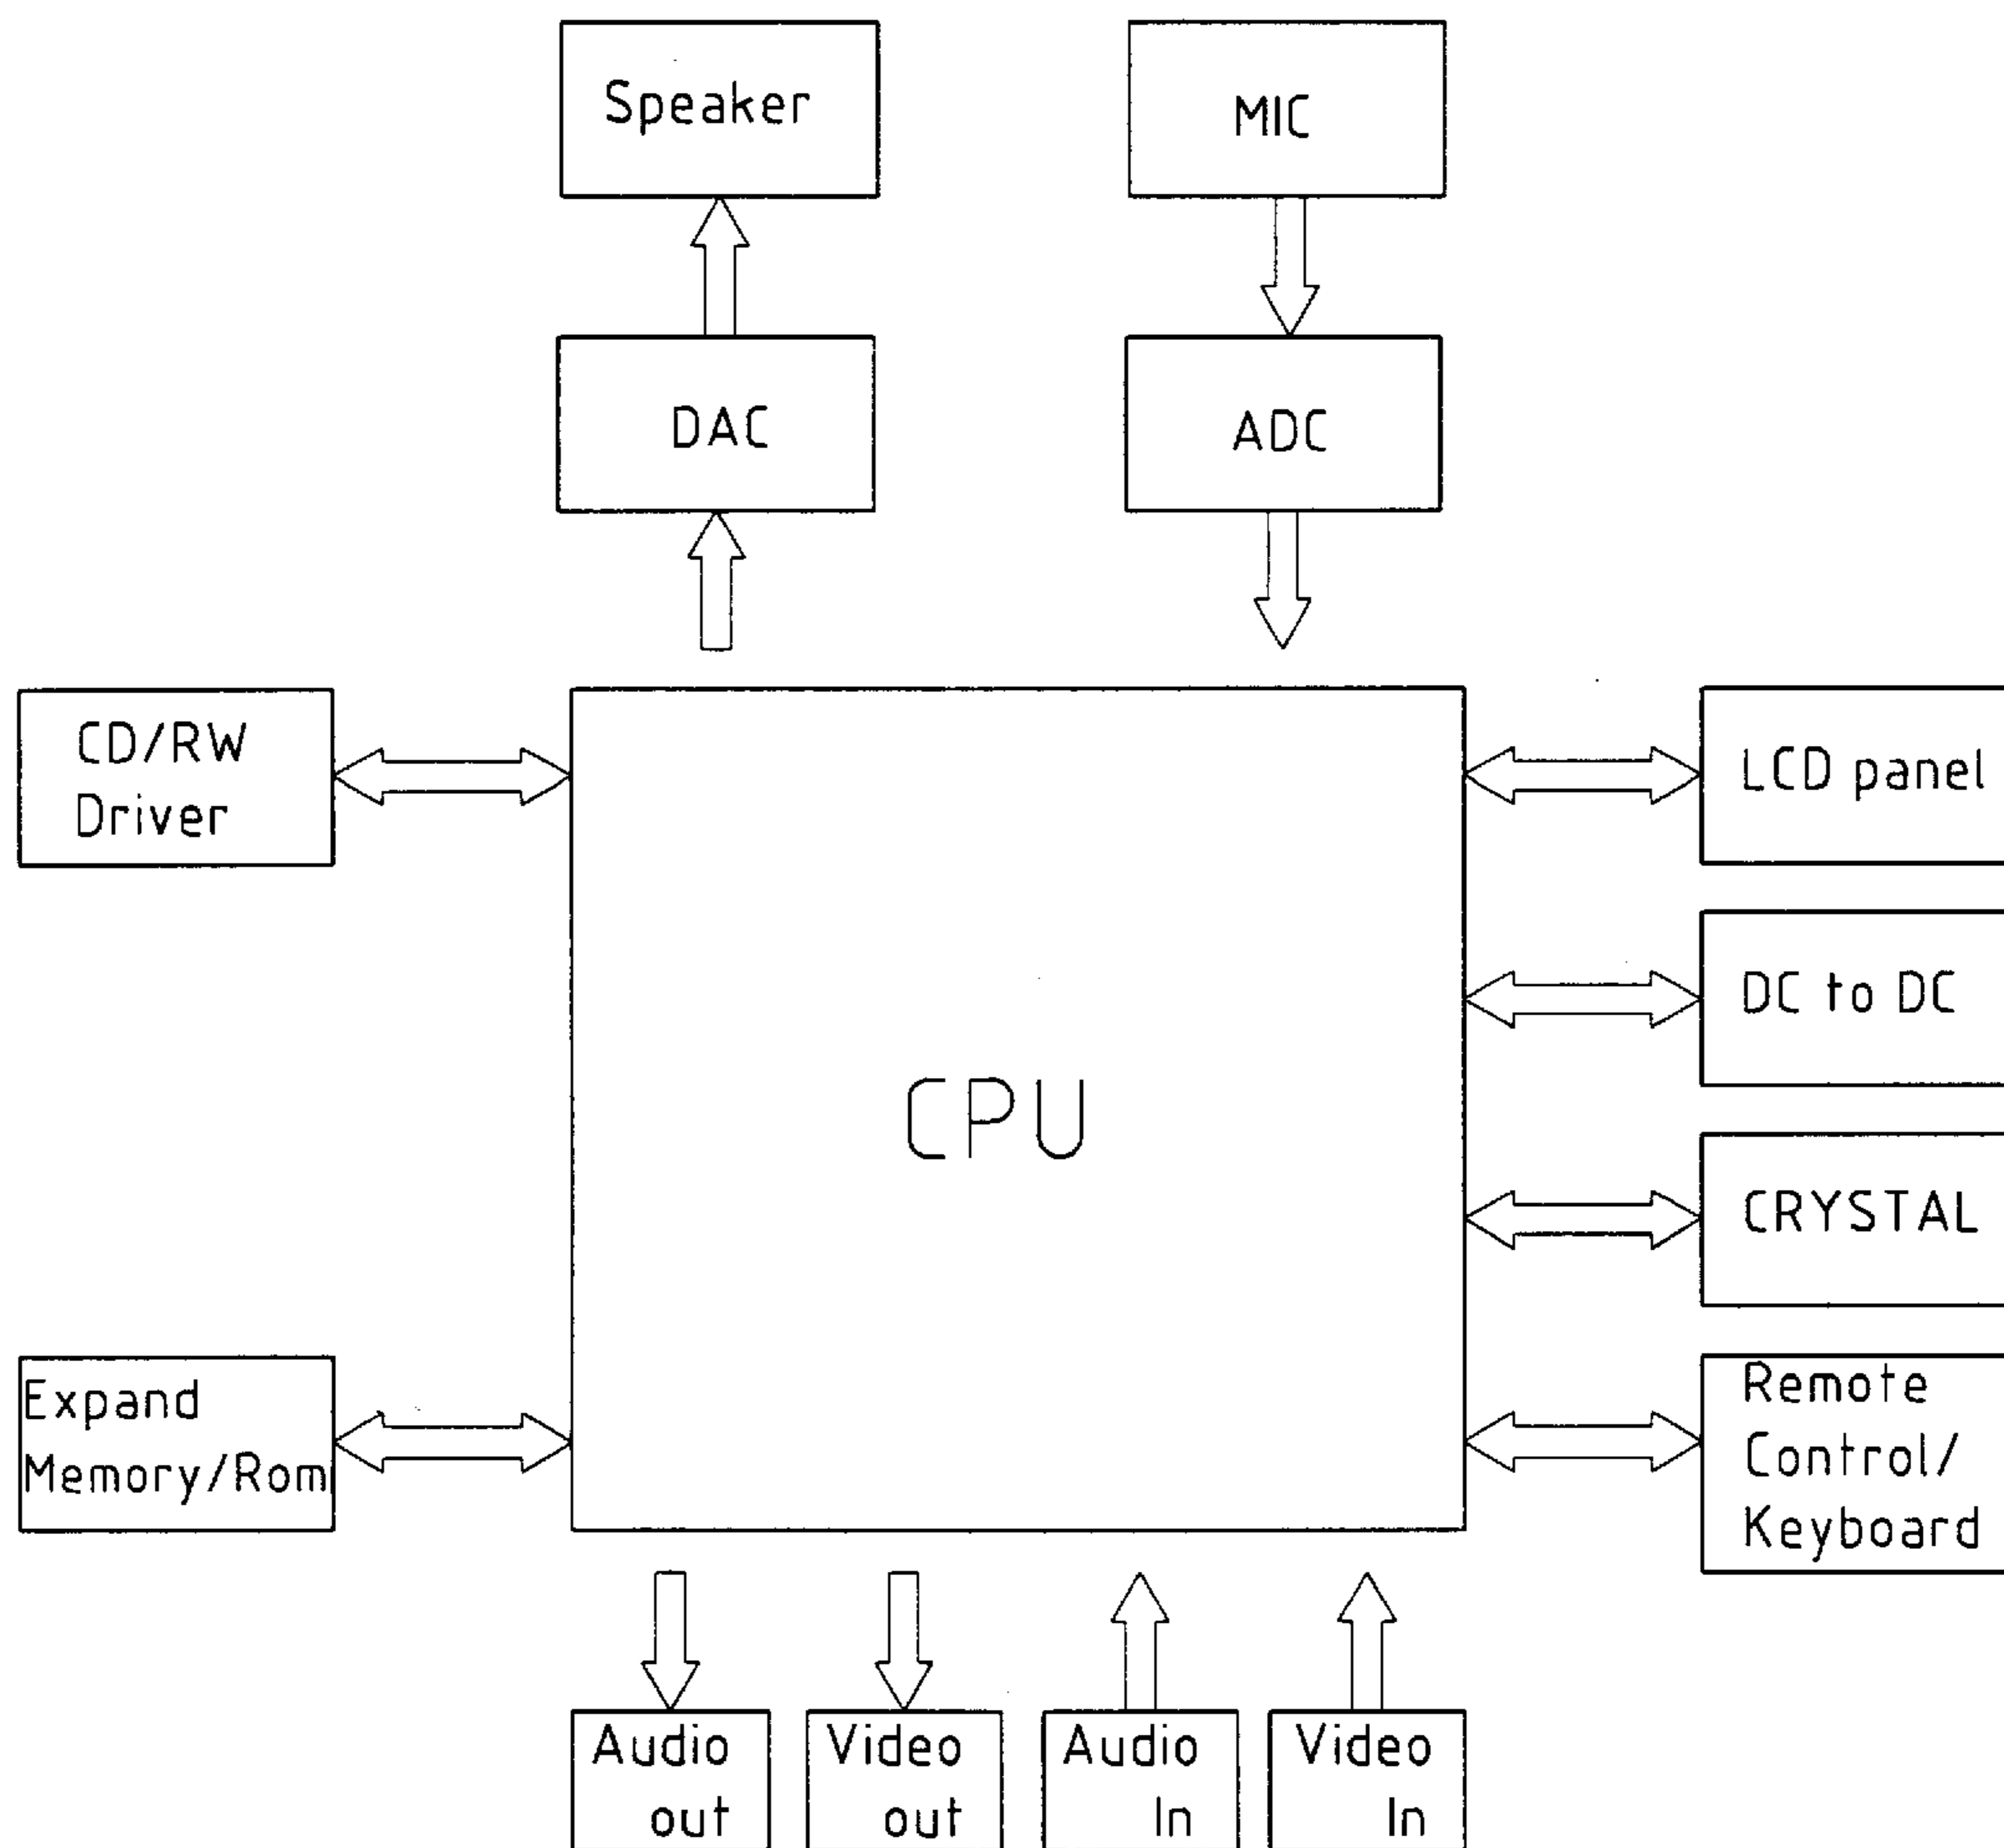 Speaker
MIC
DAC
ADC
CD/RW
Driver
LCD panel
DC to DC
CPU
CRYSTAL
Expand
Memory/Rom
Remote
Control/
Keyboard
Audio
out
Video
out
Audio
In
Video
In